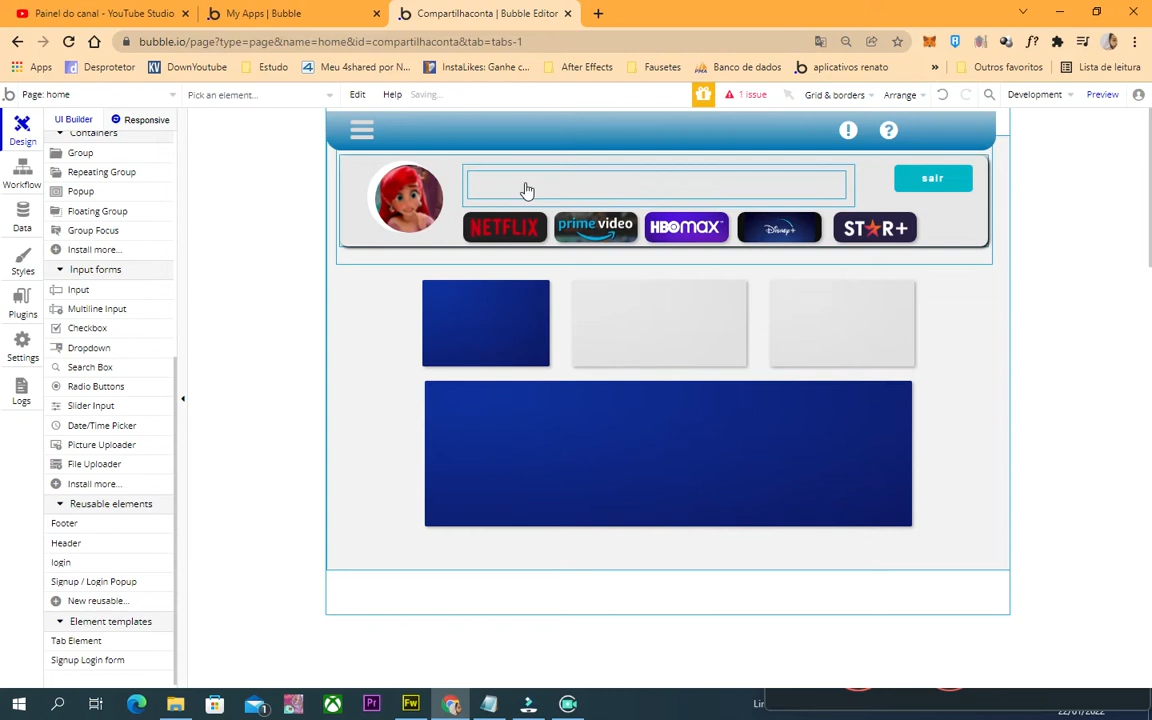 Painel do canal - YouTube Studio
My Apps | Bubble
Compartilhaconta | Bubble Editor
bubble.io/page?type=page&name=home&id=compartilhaconta&tab=tabs-1
Apps
Desprotetor
DownYoutube
Estudo
Meu 4shared por N...
InstaLikes: Ganhe c...
After Effects
Fausetes
Banco de dados
aplicativos renato
Outros favoritos
Lista de leitura
Page: home
Pick an element...
Edit
Help
Saving...
1 issue
Grid & borders
Arrange
Development
Preview
Design
Workflow
Data
Styles
Plugins
Settings
Logs
UI Builder
Responsive
Containers
Group
Repeating Group
Popup
Floating Group
Group Focus
Install more...
Input forms
Input
Multiline Input
Checkbox
Dropdown
Search Box
Radio Buttons
Slider Input
Date/Time Picker
Picture Uploader
File Uploader
Install more...
Reusable elements
Footer
Header
login
Signup / Login Popup
New reusable...
Element templates
Tab Element
Signup Login form
sair
NETFLIX
prime video
HBOMAX
Disney+
STAR+
22/01/2022